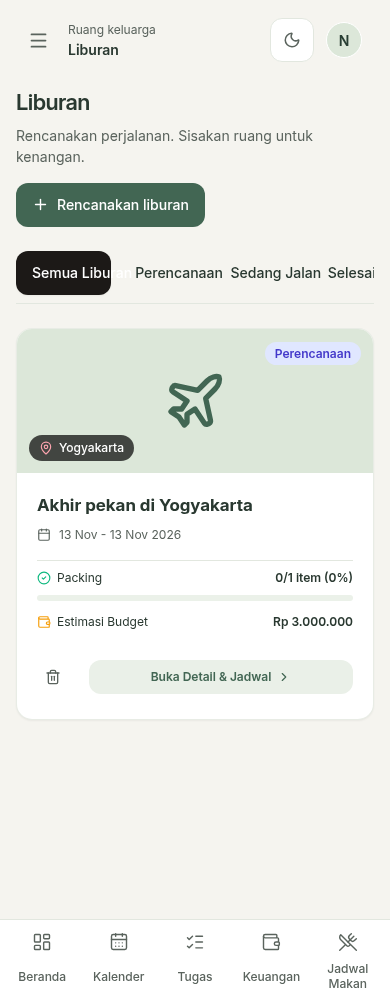 Ruang keluarga
Liburan
N
Liburan
Rencanakan perjalanan. Sisakan ruang untuk
kenangan.
Rencanakan liburan
Semua Liburan Perencanaan Sedang Jalan Selesai
Perencanaan
Yogyakarta
Akhir pekan di Yogyakarta
13 Nov - 13 Nov 2026
Packing 0/1 item (0%)
Estimasi Budget Rp 3.000.000
Buka Detail & Jadwal
Beranda Kalender Tugas Keuangan Jadwal
Makan